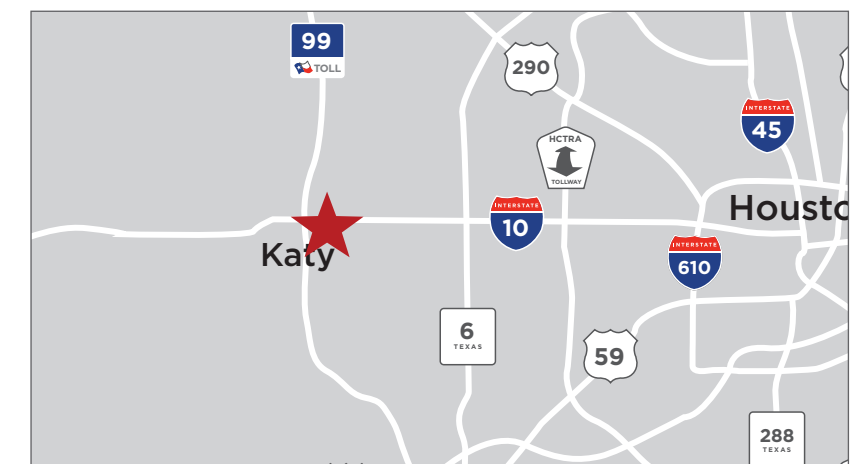 99
TOLL
290
INTERSTATE
45
HCTRA
TOLLWAY
INTERSTATE
10
Housto
Katy
INTERSTATE
610
6
TEXAS
59
288
TEXAS